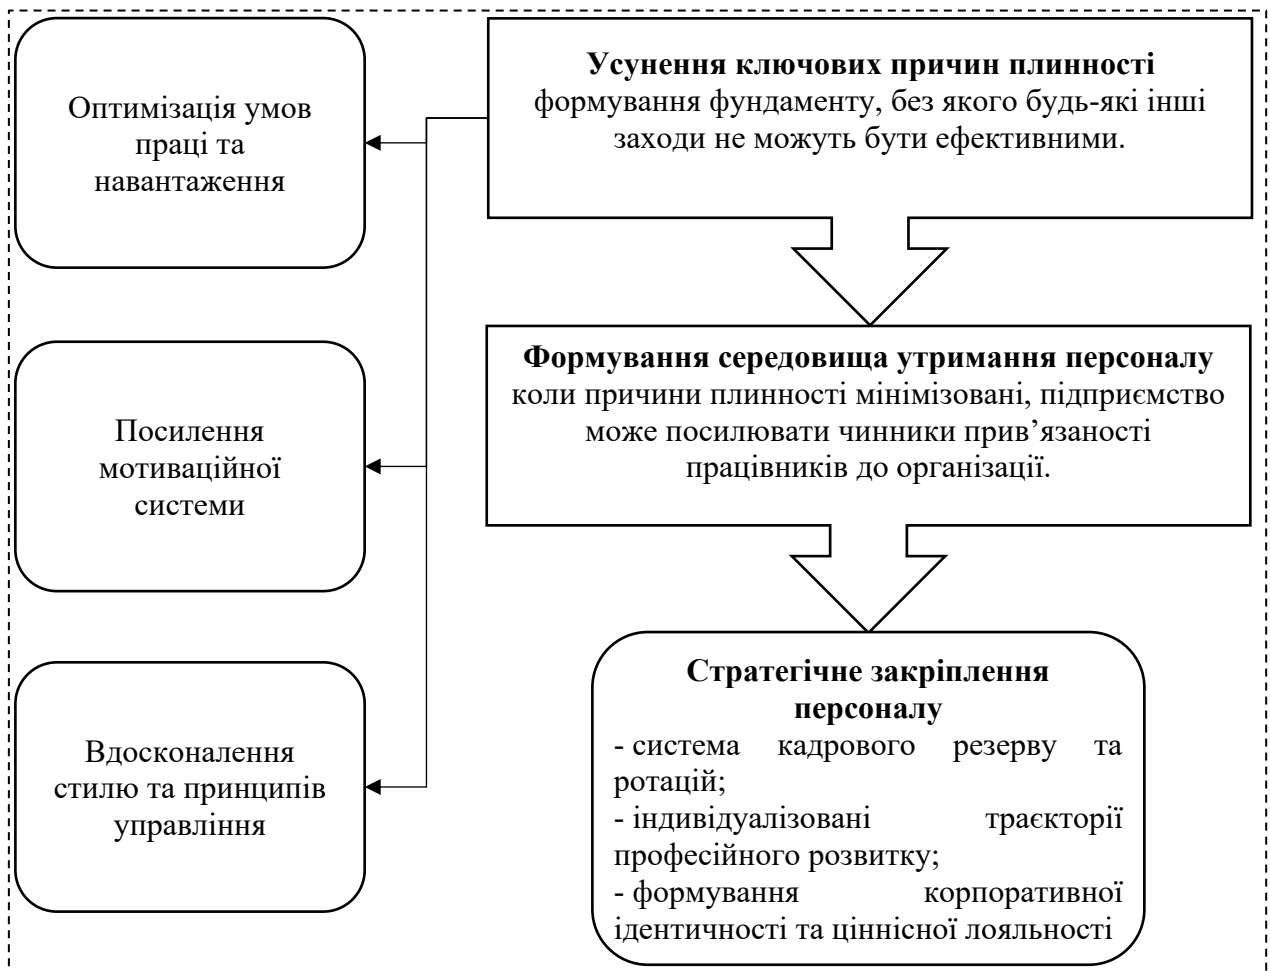 Оптимізація умов
праці та
навантаження
Усунення ключових причин плинності
формування фундаменту, без якого будь-які інші
заходи не можуть бути ефективними.
Посилення
мотиваційної
системи
Формування середовища утримання персоналу
коли причини плинності мінімізовані, підприємство
може посилювати чинники прив’язаності
працівників до організації.
Вдосконалення
стилю та принципів
управління
Стратегічне закріплення
персоналу
- система кадрового резерву та
ротацій;
- індивідуалізовані траєкторії
професійного розвитку;
- формування корпоративної
ідентичності та ціннісної лояльності